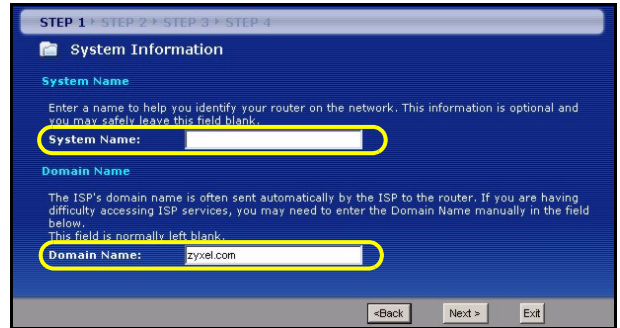 STEP 1 › STEP 2 › STEP 3 › STEP 4
System Information
System Name
Enter a name to help you identify your router on the network. This information is optional and
you may safely leave this field blank.
System Name:
Domain Name
The ISP's domain name is often sent automatically by the ISP to the router. If you are having
difficulty accessing ISP services, you may need to enter the Domain Name manually in the field
below.
This field is normally left blank.
Domain Name: zyxel.com
<Back Next > Exit